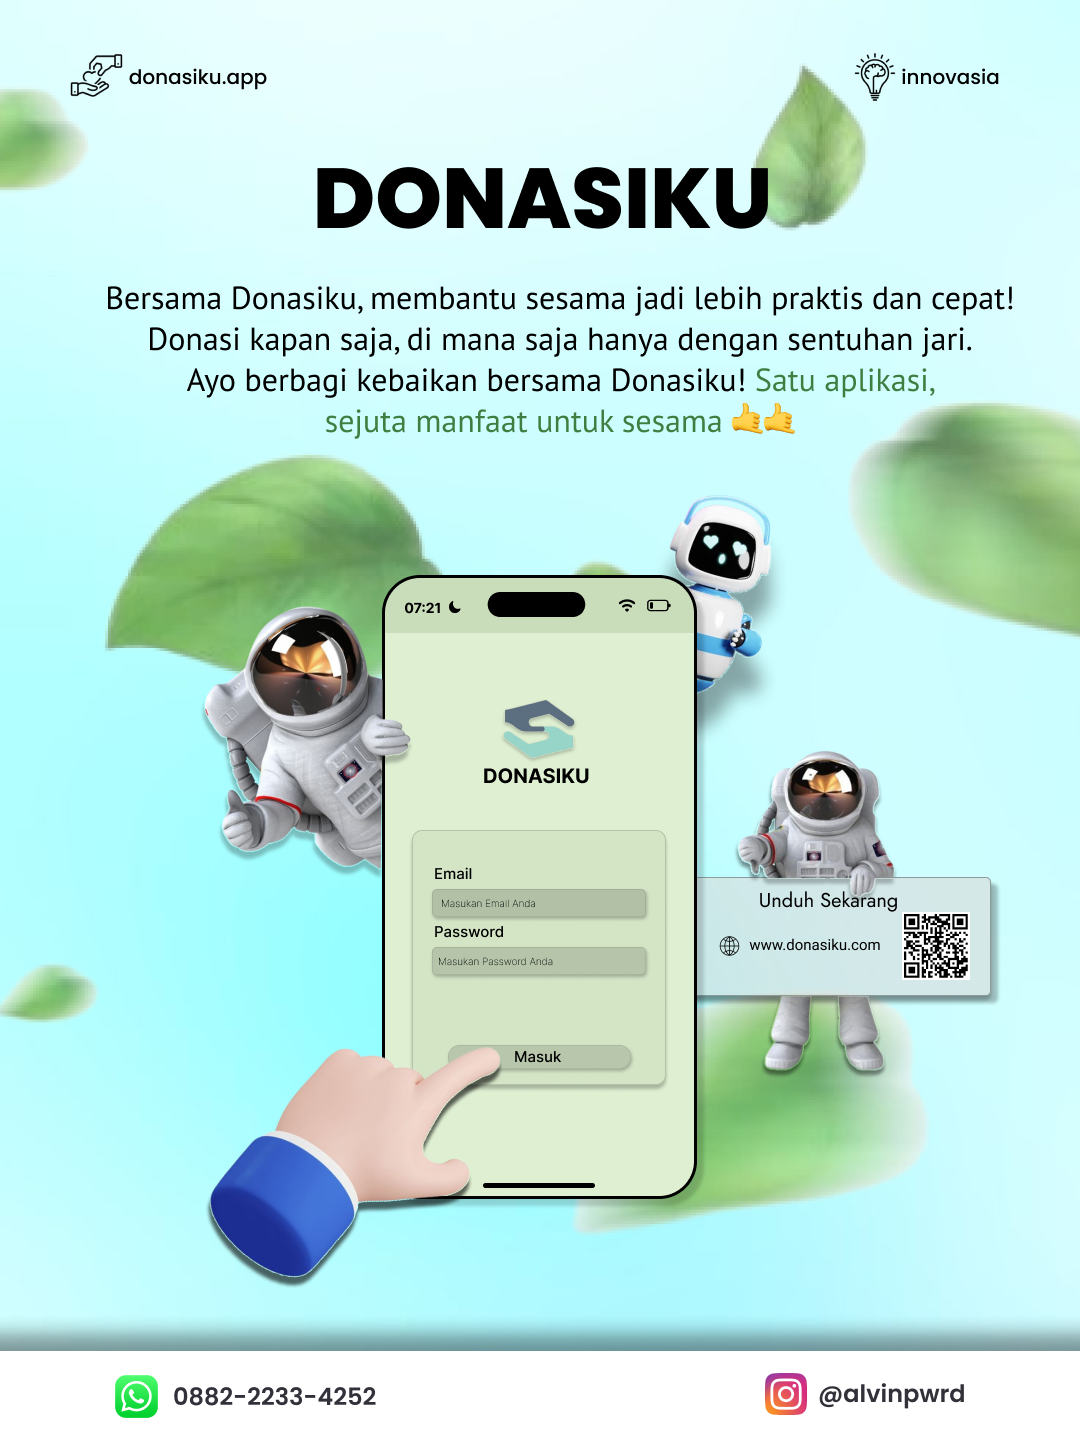 donasiku.app
innovasia
DONASIKU
Bersama Donasiku, membantu sesama jadi lebih praktis dan cepat!
Donasi kapan saja, di mana saja hanya dengan sentuhan jari.
Ayo berbagi kebaikan bersama Donasiku! Satu aplikasi,
sejuta manfaat untuk sesama 🤙🤙
07:21
DONASIKU
Email
Masukan Email Anda
Password
Masukan Password Anda
Masuk
Unduh Sekarang
www.donasiku.com
0882-2233-4252
@alvinpwrd